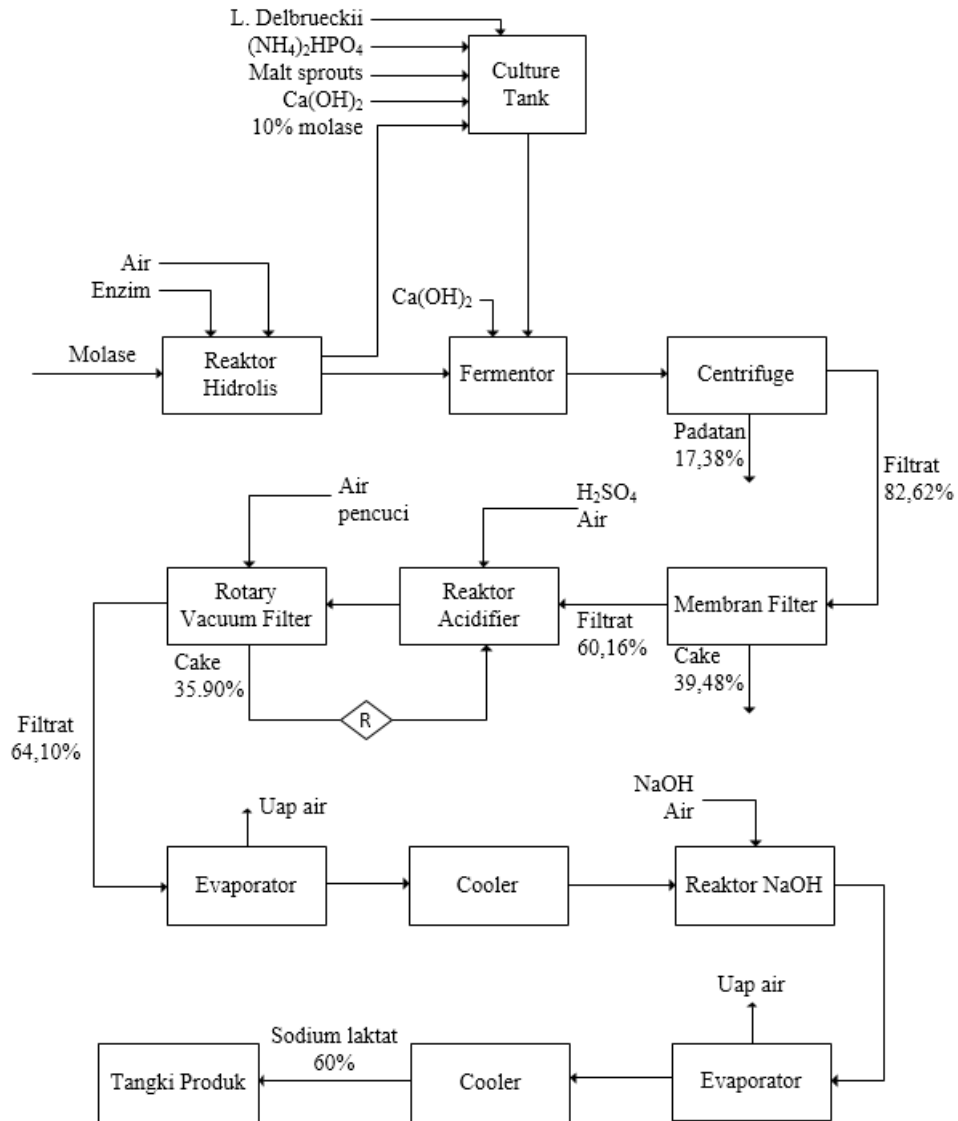 L. Delbrueckii
(NH₄)₂HPO₄
Malt sprouts
Ca(OH)₂
10% molase
Culture
Tank
Air
Enzim
Molase
Reaktor
Hidrolis
Ca(OH)₂
Fermentor
Centrifuge
Padatan
17,38%
Filtrat
82,62%
Air
pencuci
H₂SO₄
Air
Rotary
Vacuum Filter
Reaktor
Acidifier
Filtrat
60,16%
Membran Filter
Cake
35.90%
R
Cake
39,48%
Filtrat
64,10%
Uap air
NaOH
Air
Evaporator
Cooler
Reaktor NaOH
Uap air
Tangki Produk
Sodium laktat
60%
Cooler
Evaporator